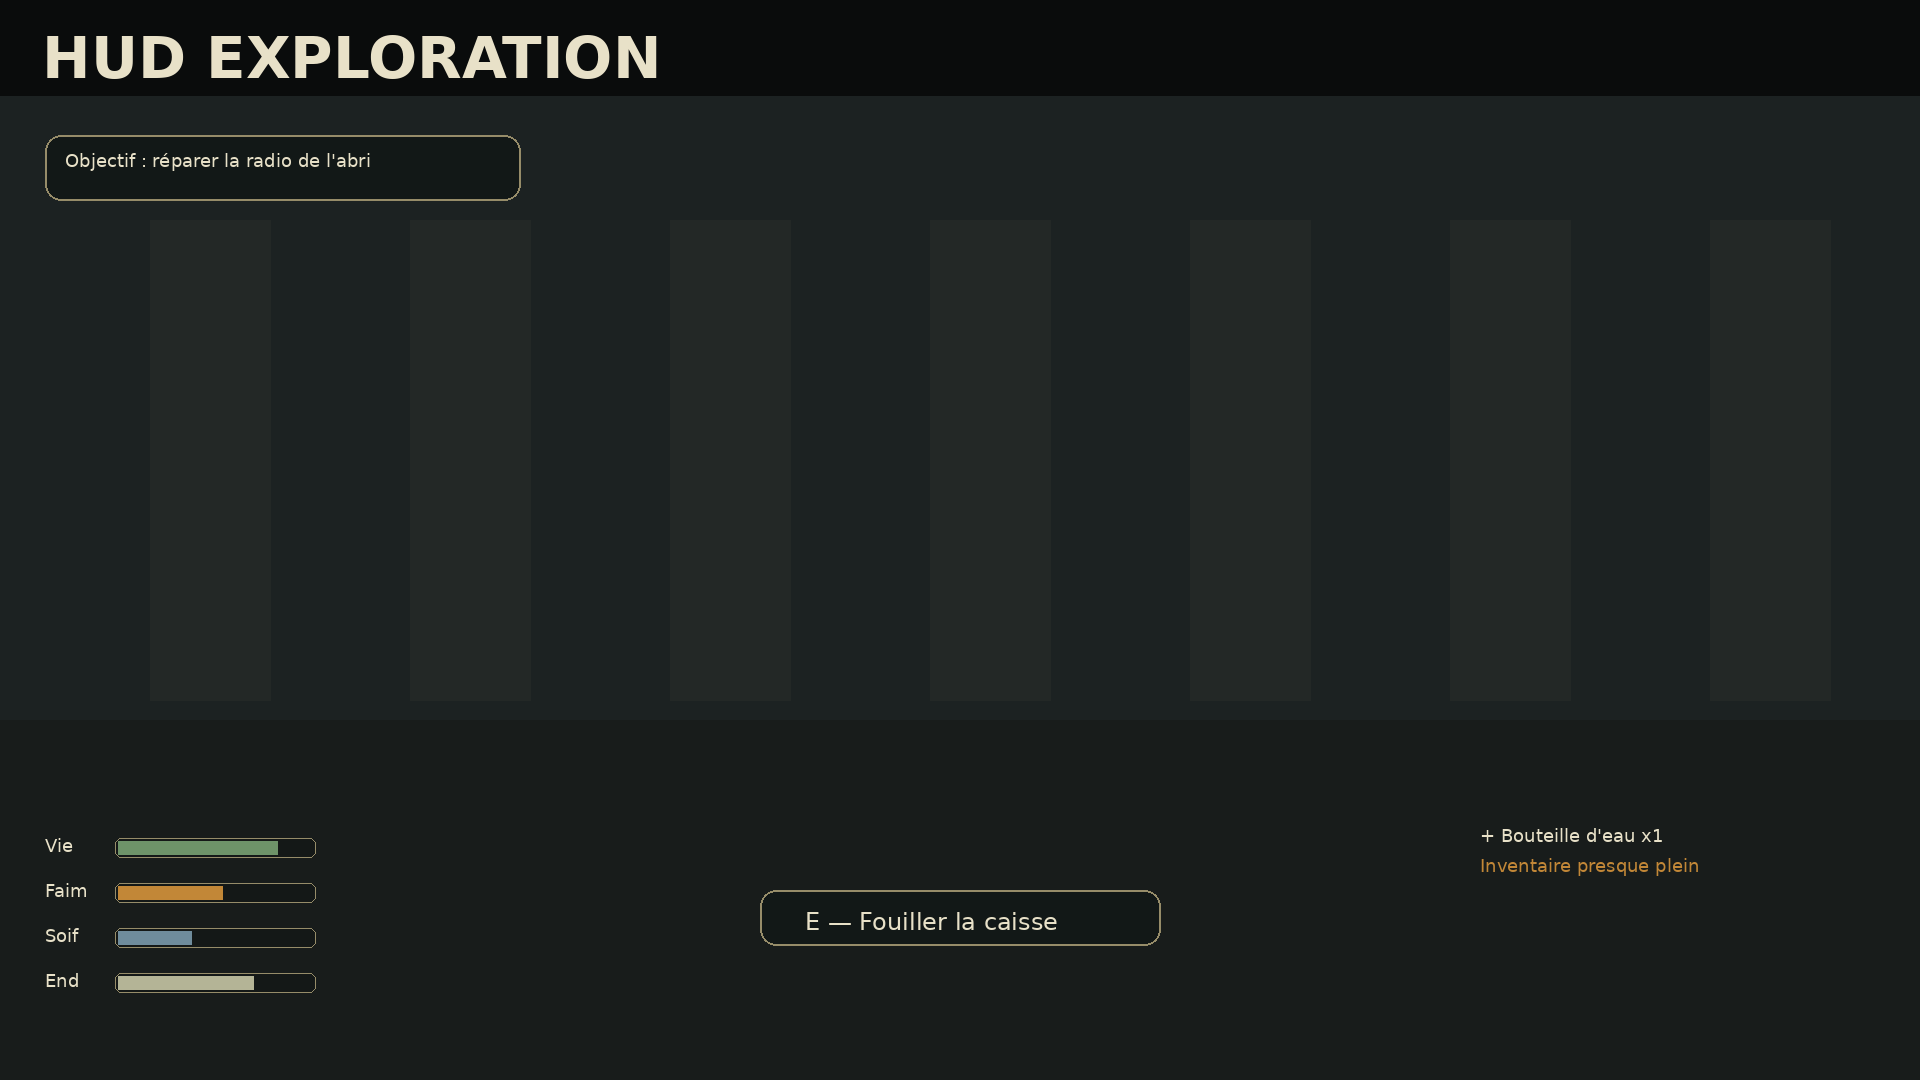 HUD EXPLORATION
Objectif : réparer la radio de l'abri
Vie
Faim
Soif
End
E — Fouiller la caisse
+ Bouteille d'eau x1
Inventaire presque plein